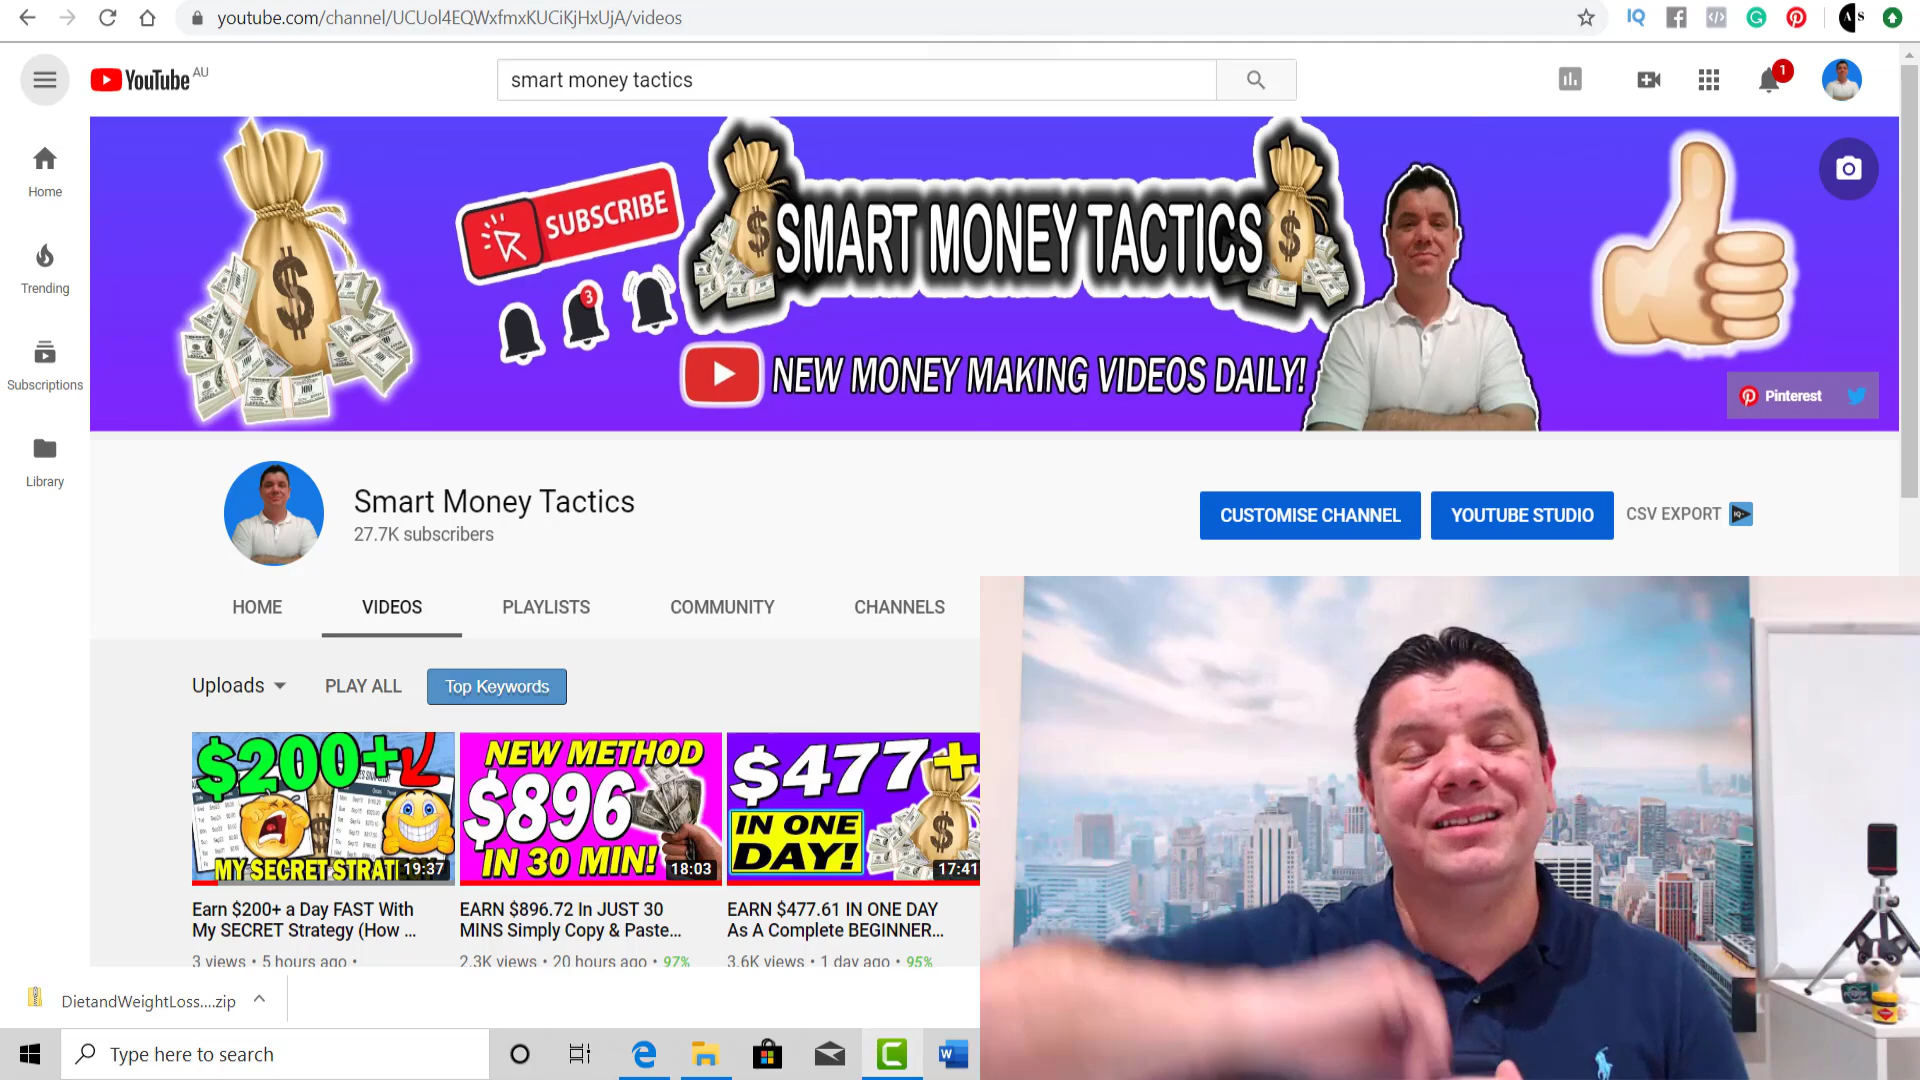 youtube.com/channel/UCUol4EQWxfmxKUCiKjHxUjA/videos
IQ
A S
YouTube AU
smart money tactics
1
Home
Trending
Subscriptions
Library
SUBSCRIBE
3
SMART MONEY TACTICS
NEW MONEY MAKING VIDEOS DAILY!
Pinterest
Smart Money Tactics
27.7K subscribers
CUSTOMISE CHANNEL
YOUTUBE STUDIO
CSV EXPORT
HOME
VIDEOS
PLAYLISTS
COMMUNITY
CHANNELS
Uploads
PLAY ALL
Top Keywords
$200+
MY SECRET STRAT
19:37
NEW METHOD
$896
IN 30 MIN!
18:03
$477+
IN ONE
DAY!
17:41
Earn $200+ a Day FAST With
My SECRET Strategy (How ...
3 views • 5 hours ago •
EARN $896.72 In JUST 30
MINS Simply Copy & Paste...
2.3K views • 20 hours ago • 97%
EARN $477.61 IN ONE DAY
As A Complete BEGINNER...
3.6K views • 1 day ago • 95%
DietandWeightLoss....zip
Type here to search